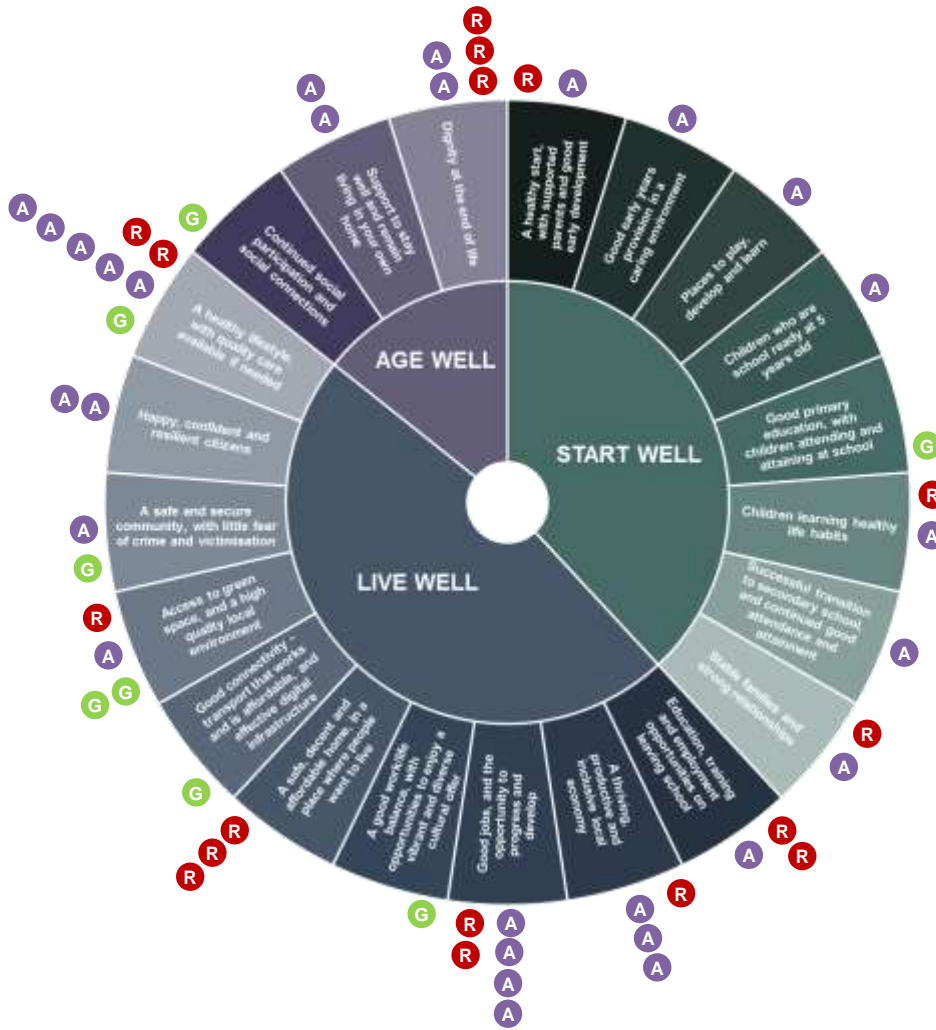 R
R
R
A
A
R
A
A
A
A
A
A
G
R
R
A
A
A
A
A
G
A
A
A
G
R
A
G
G
G
R
R
R
G
R
R
A
A
A
A
R
A
A
A
R
R
A
R
A
A
R
A
G
AGE WELL
START WELL
LIVE WELL
A healthy start,
with supported
parents and good
early development
Good early years
provision in a
caring environment
Places to play,
develop and learn
Children who are
school ready at 5
years old
Good primary
education, with
children attending and
attaining at school
Children learning healthy
life habits
Successful transition
to secondary school,
and continued good
attendance and
attainment
Stable families and
strong relationships
Education, training
and employment
opportunities on
leaving school
A thriving,
productive and
inclusive local
economy
Good jobs, and the
opportunity to
progress and
develop
A good work/life
balance, with
opportunities to enjoy a
vibrant and diverse
cultural offer
A safe, decent and
affordable home, in a
place where people
want to live
Good connectivity -
transport that works
and is affordable, and
effective digital
infrastructure
Access to green
space, and a high
quality local
environment
A safe and secure
community, with little fear
of crime and victimisation
Happy, confident and
resilient citizens
A healthy lifestyle
with quality care
available if needed
Continued social
participation and
social connections
Support to stay
well and remain
living in your own
home
Dignity at the end of life